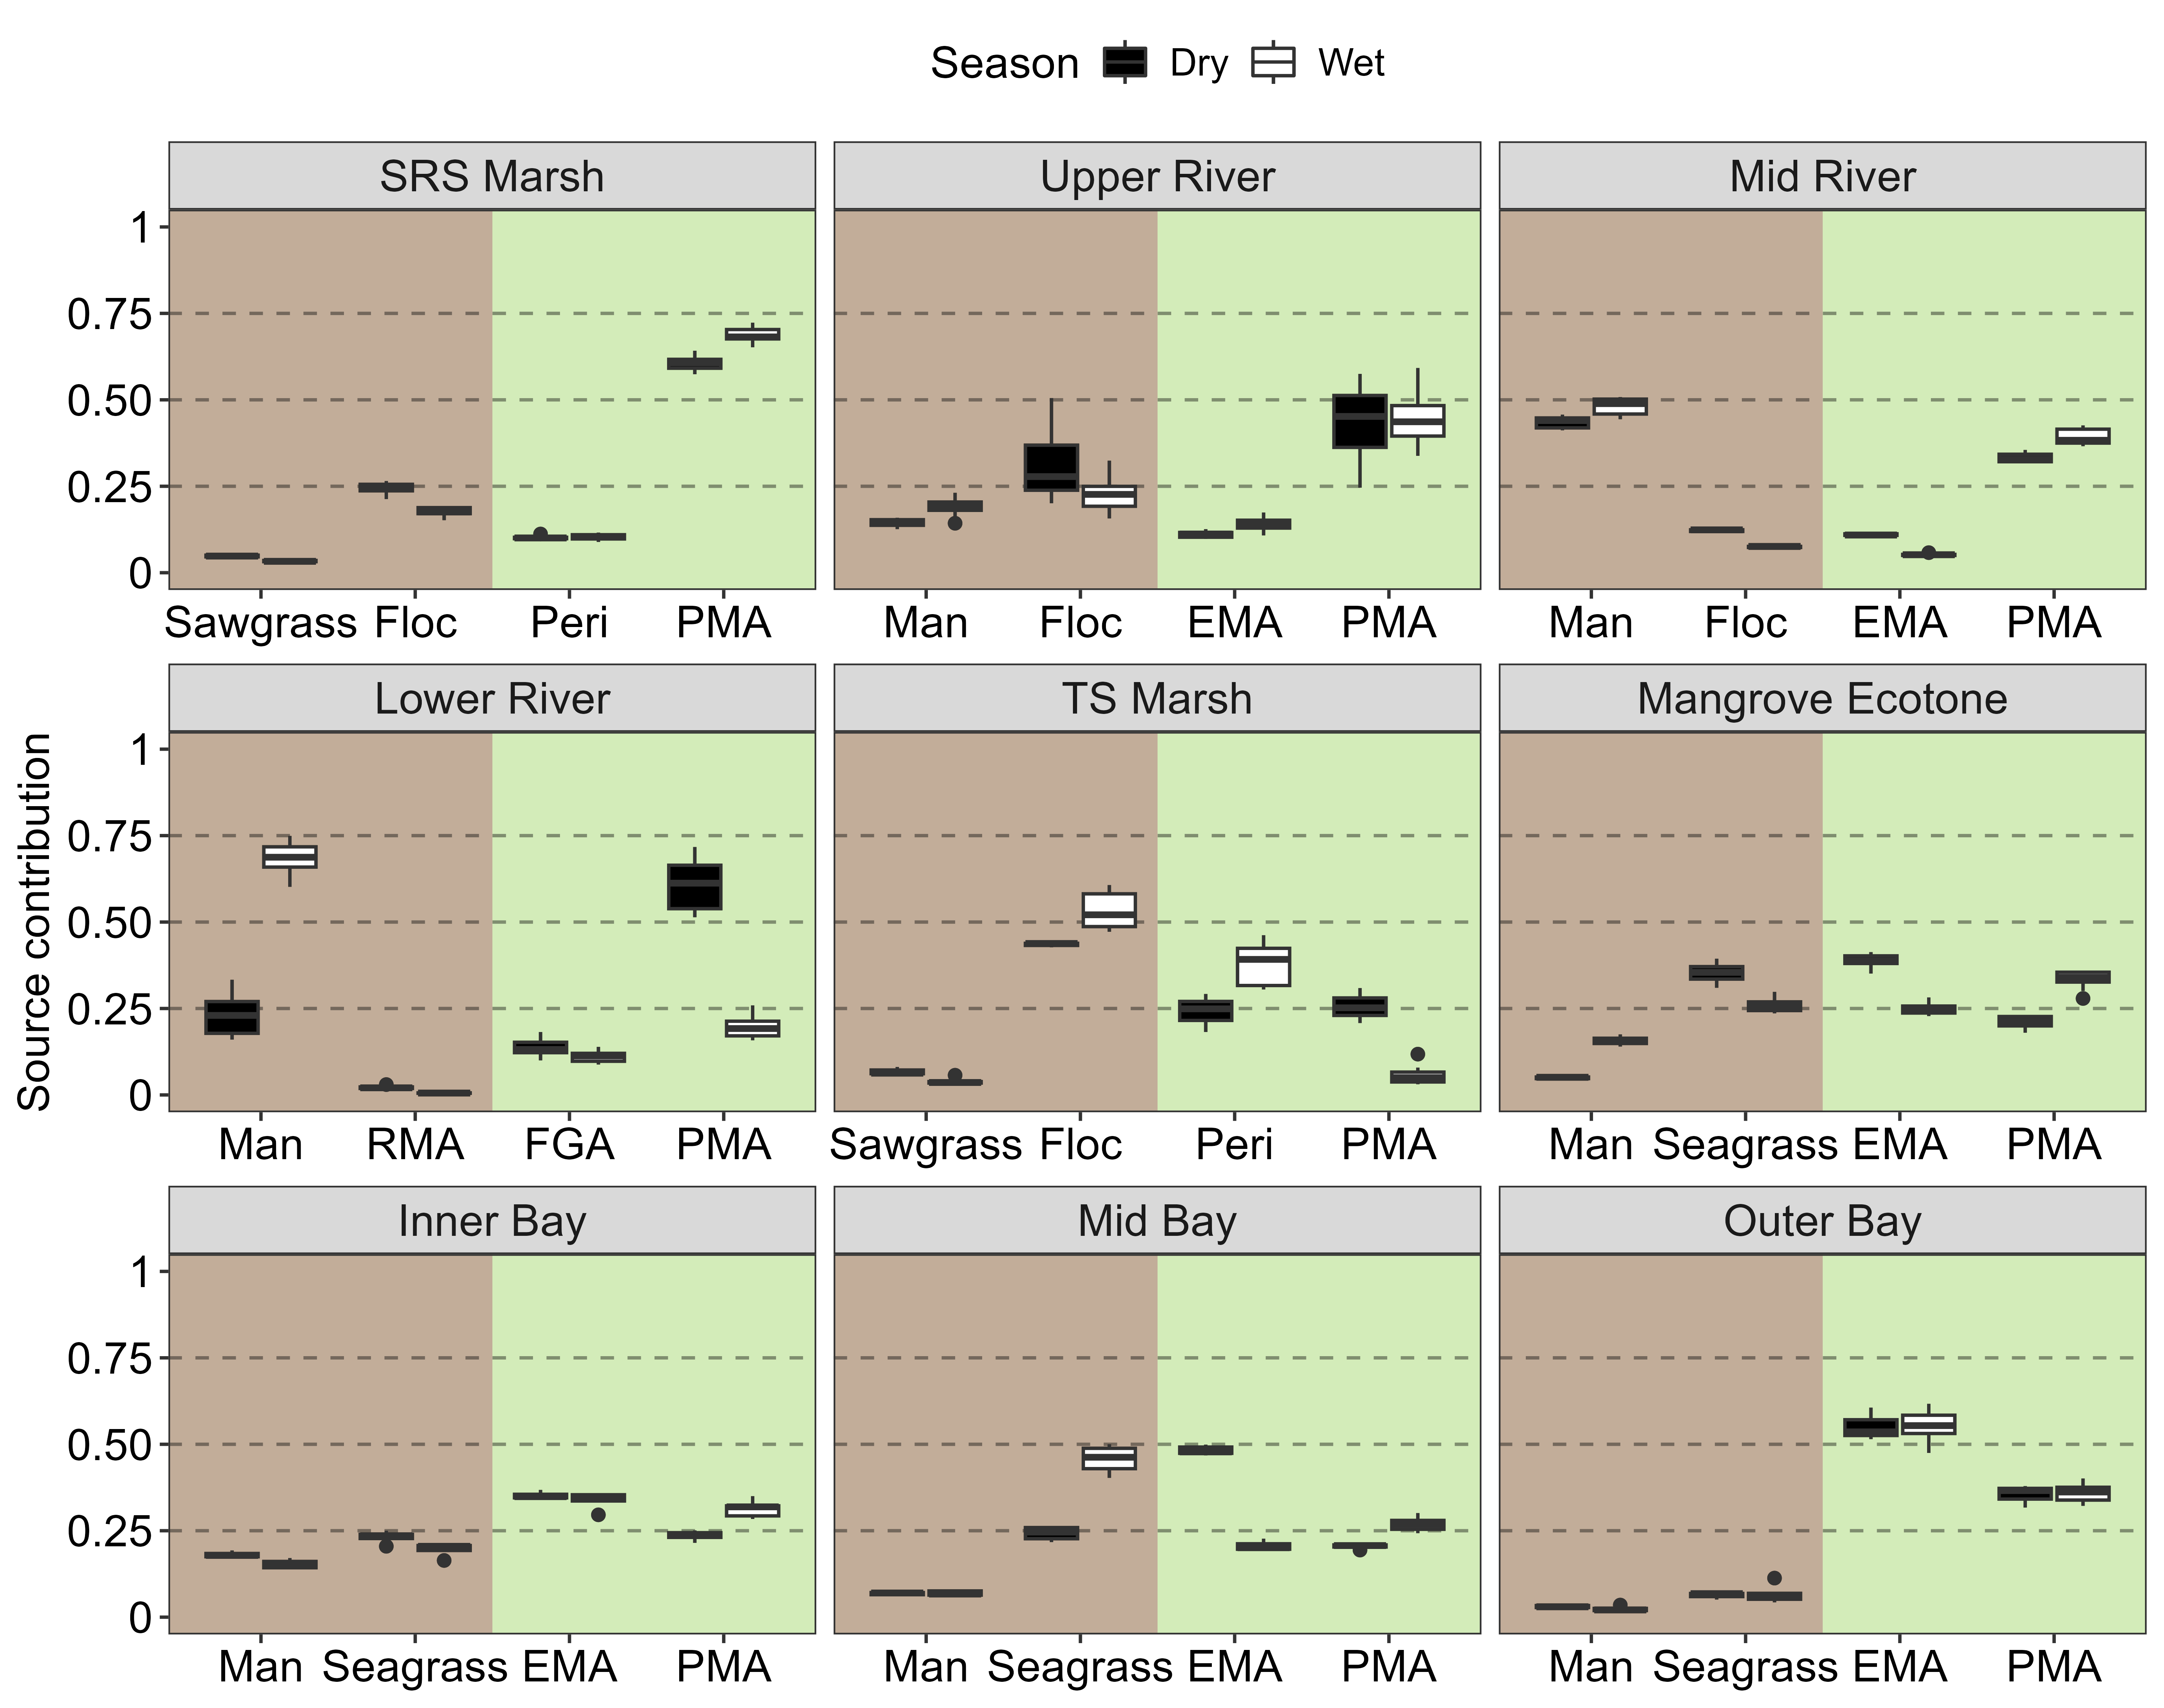 Season Dry Wet
SRS Marsh Upper River Mid River
1
0.75
0.50
0.25
0
Sawgrass Floc Peri PMA Man Floc EMA PMA Man Floc EMA PMA
Lower River TS Marsh Mangrove Ecotone
Source contribution
1
0.75
0.50
0.25
0
Man RMA FGA PMA Sawgrass Floc Peri PMA Man Seagrass EMA PMA
Inner Bay Mid Bay Outer Bay
1
0.75
0.50
0.25
0
Man Seagrass EMA PMA Man Seagrass EMA PMA Man Seagrass EMA PMA